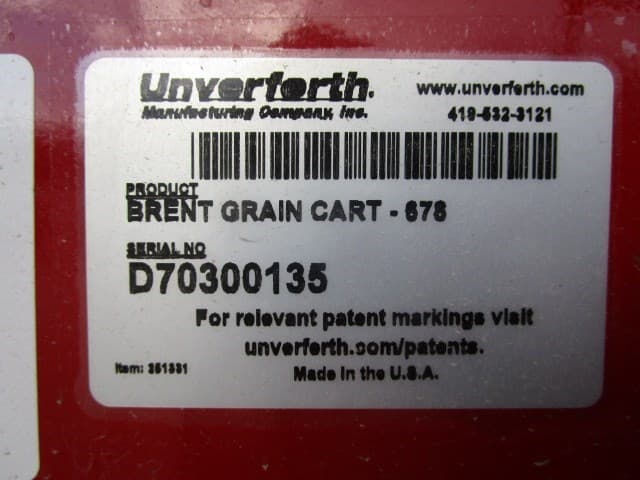 Unverferth.
www.unverferth.com
Manufacturing Company, Inc.
419-532-3121
PRODUCT
BRENT GRAIN CART - 678
SERIAL NO
D70300135
For relevant patent markings visit
unverferth.com/patents.
Item: 351331
Made in the U.S.A.